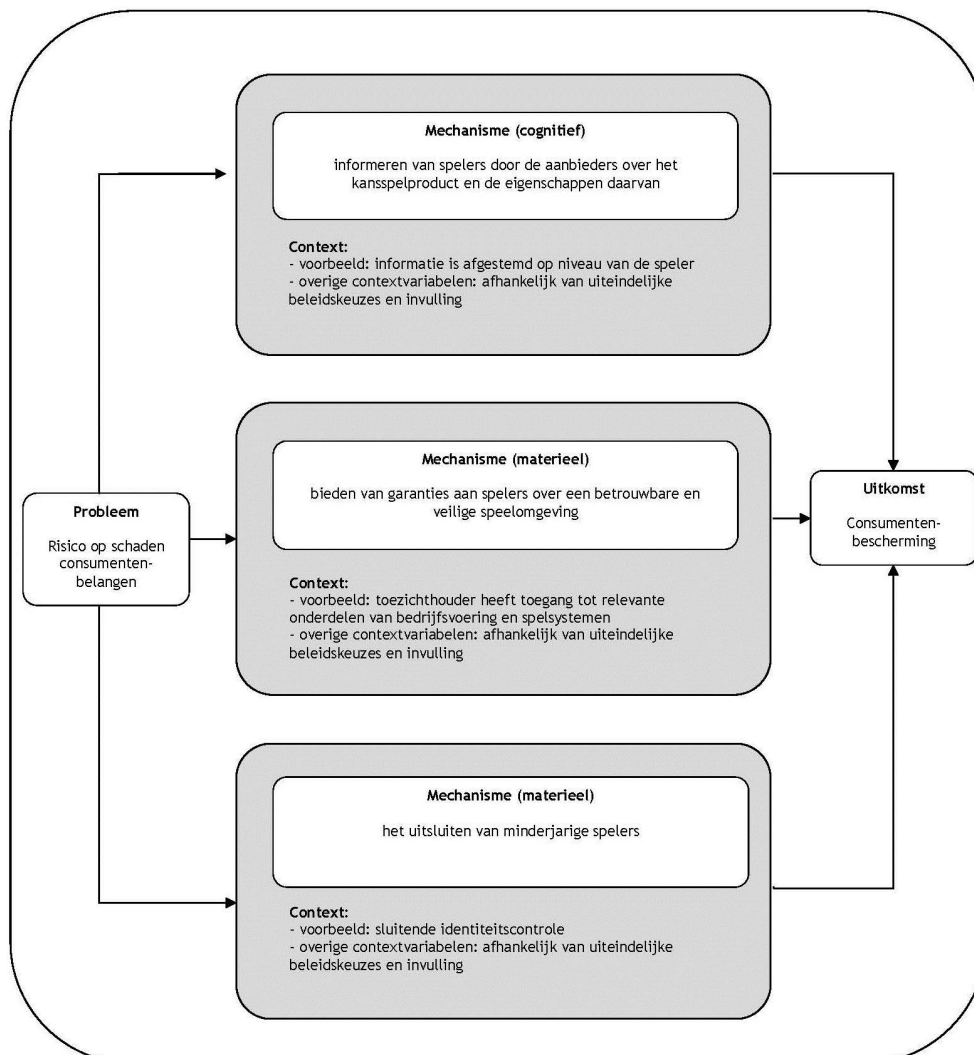 Mechanisme (cognitief)
informeren van spelers door de aanbieders over het
kansspelproduct en de eigenschappen daarvan
Context:
- voorbeeld: informatie is afgestemd op niveau van de speler
- overige contextvariabelen: afhankelijk van uiteindelijke
beleidskeuzes en invulling
Probleem
Risico op schaden
consumenten-
belangen
Mechanisme (materieel)
bieden van garanties aan spelers over een betrouwbare en
veilige speelomgeving
Context:
- voorbeeld: toezichthouder heeft toegang tot relevante
onderdelen van bedrijfsvoering en spelsystemen
- overige contextvariabelen: afhankelijk van uiteindelijke
beleidskeuzes en invulling
Uitkomst
Consumenten-
bescherming
Mechanisme (materieel)
het uitsluiten van minderjarige spelers
Context:
- voorbeeld: sluitende identiteitscontrole
- overige contextvariabelen: afhankelijk van uiteindelijke
beleidskeuzes en invulling